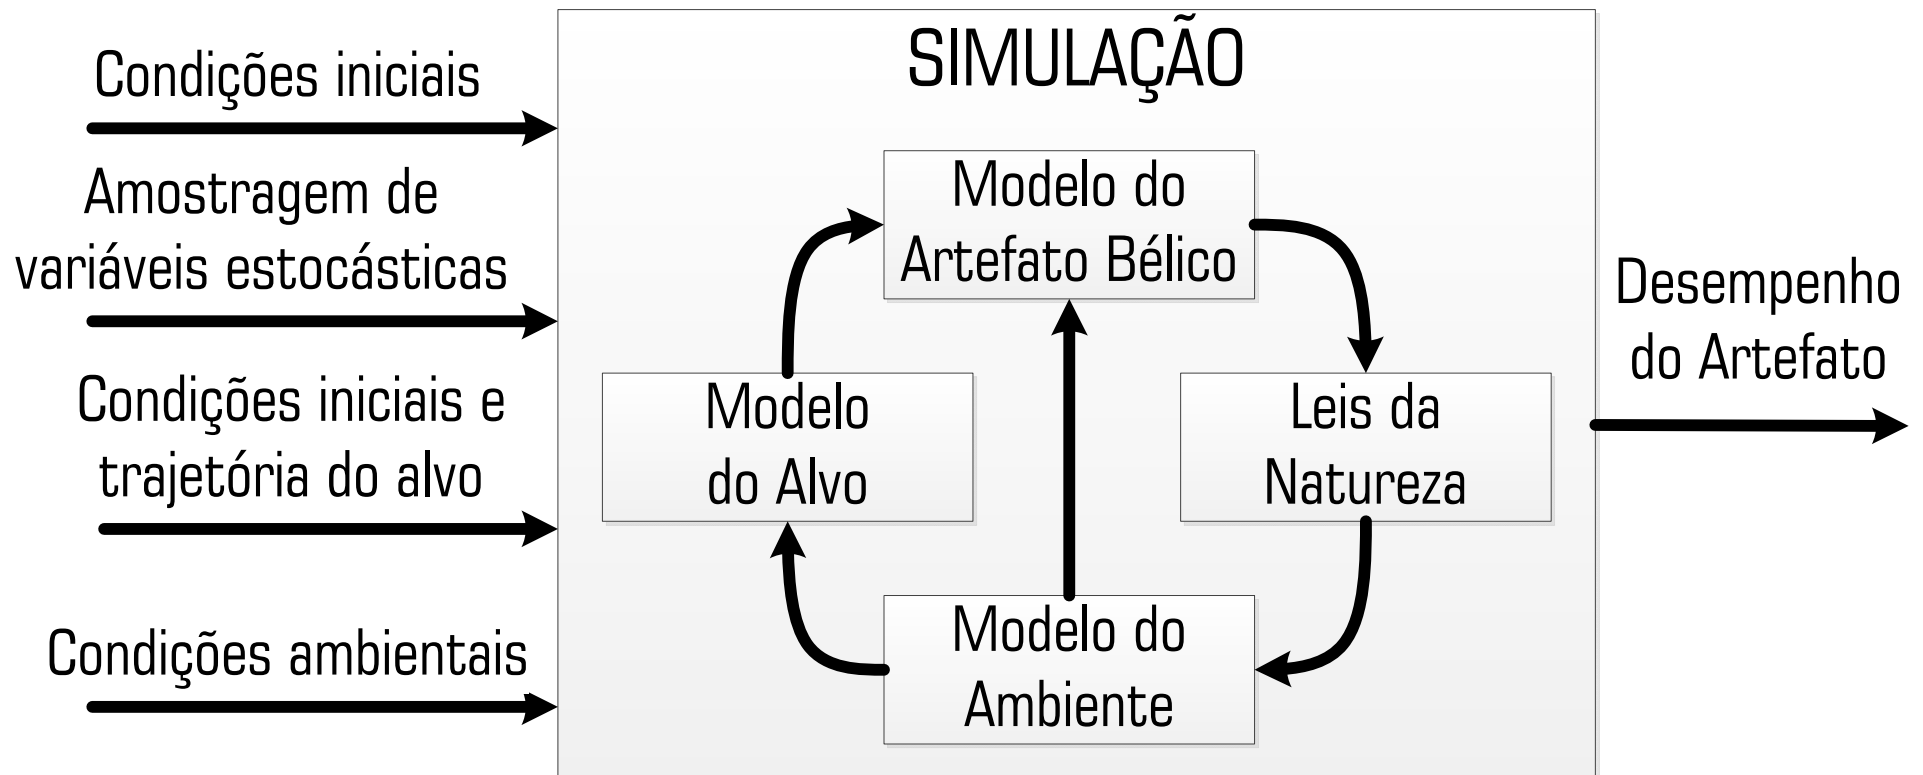 Condições iniciais
Amostragem de
variáveis estocásticas
Condições iniciais e
trajetória do alvo
Condições ambientais
SIMULAÇÃO
Modelo do
Artefato Bélico
Modelo
do Alvo
Leis da
Natureza
Modelo do
Ambiente
Desempenho
do Artefato